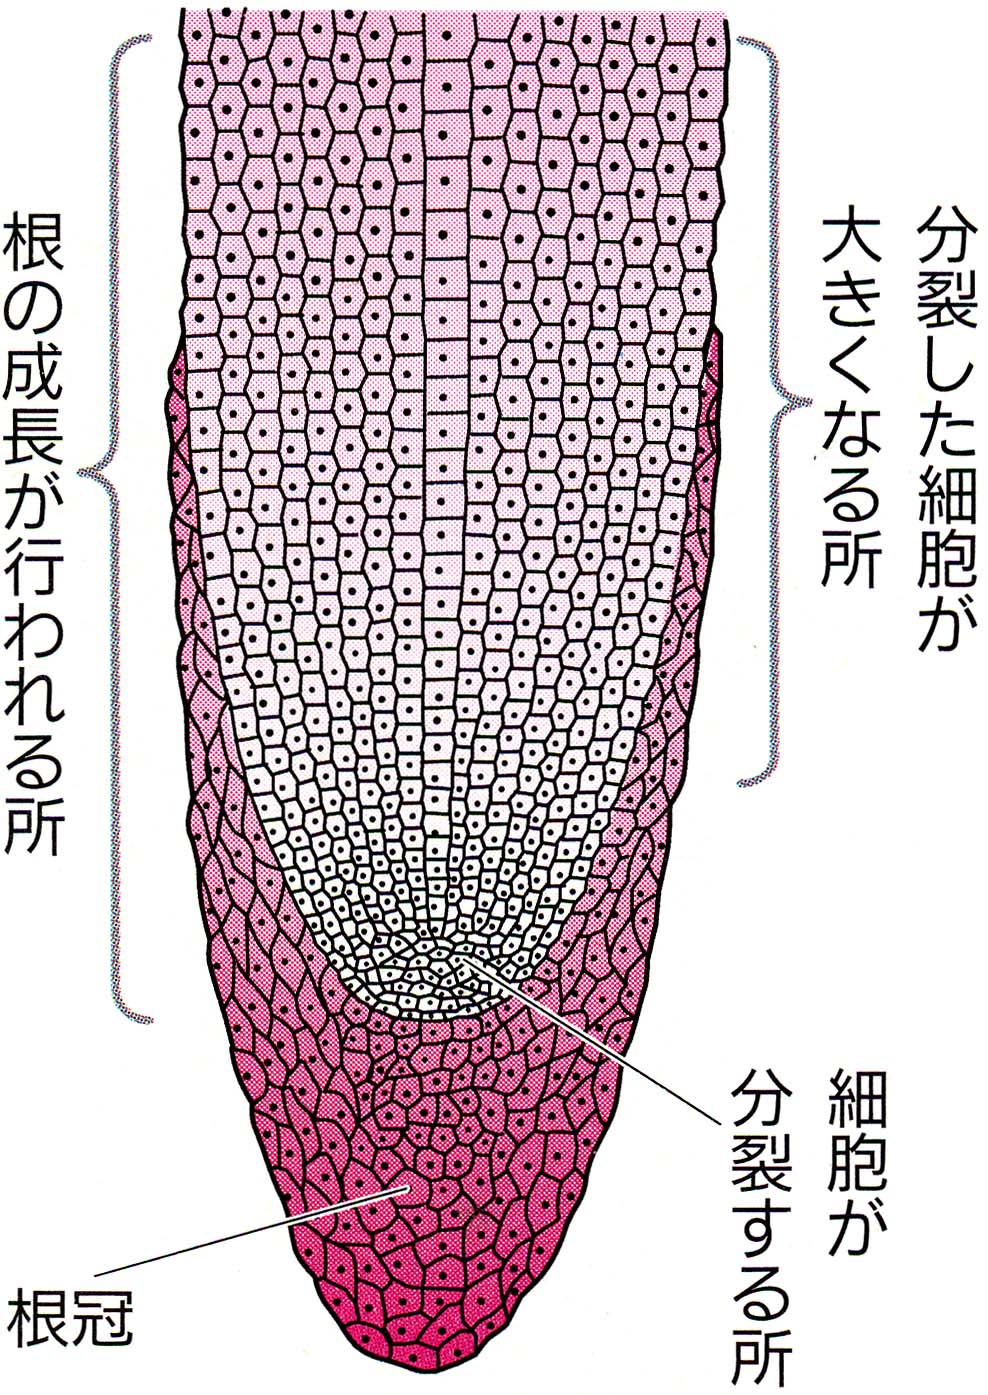 分裂した細胞が
大きくなる所
根の成長が行われる所
細胞が
分裂する所
根冠